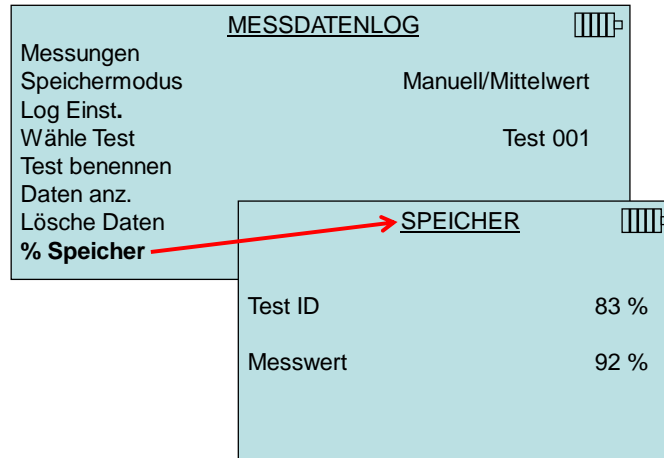 MESSDATENLOG
Messungen
Speichermodus Manuell/Mittelwert
Log Einst.
Wähle Test Test 001
Test benennen
Daten anz.
Lösche Daten
% Speicher
SPEICHER
Test ID 83 %
Messwert 92 %